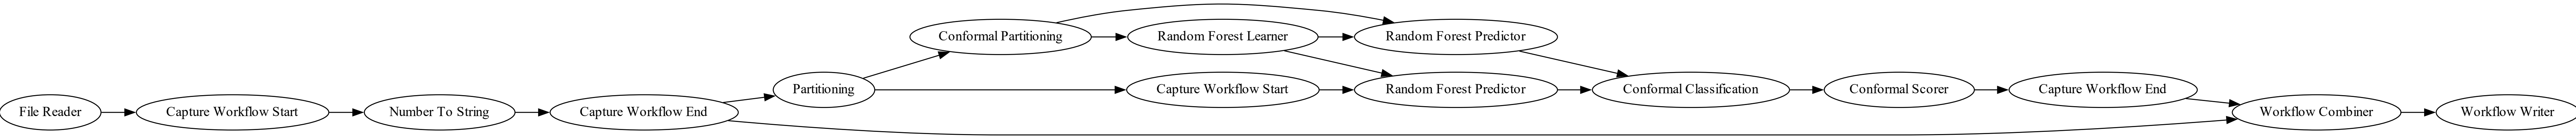 File Reader
Capture Workflow Start
Number To String
Capture Workflow End
Partitioning
Conformal Partitioning
Random Forest Learner
Random Forest Predictor
Capture Workflow Start
Random Forest Predictor
Conformal Classification
Conformal Scorer
Capture Workflow End
Workflow Combiner
Workflow Writer